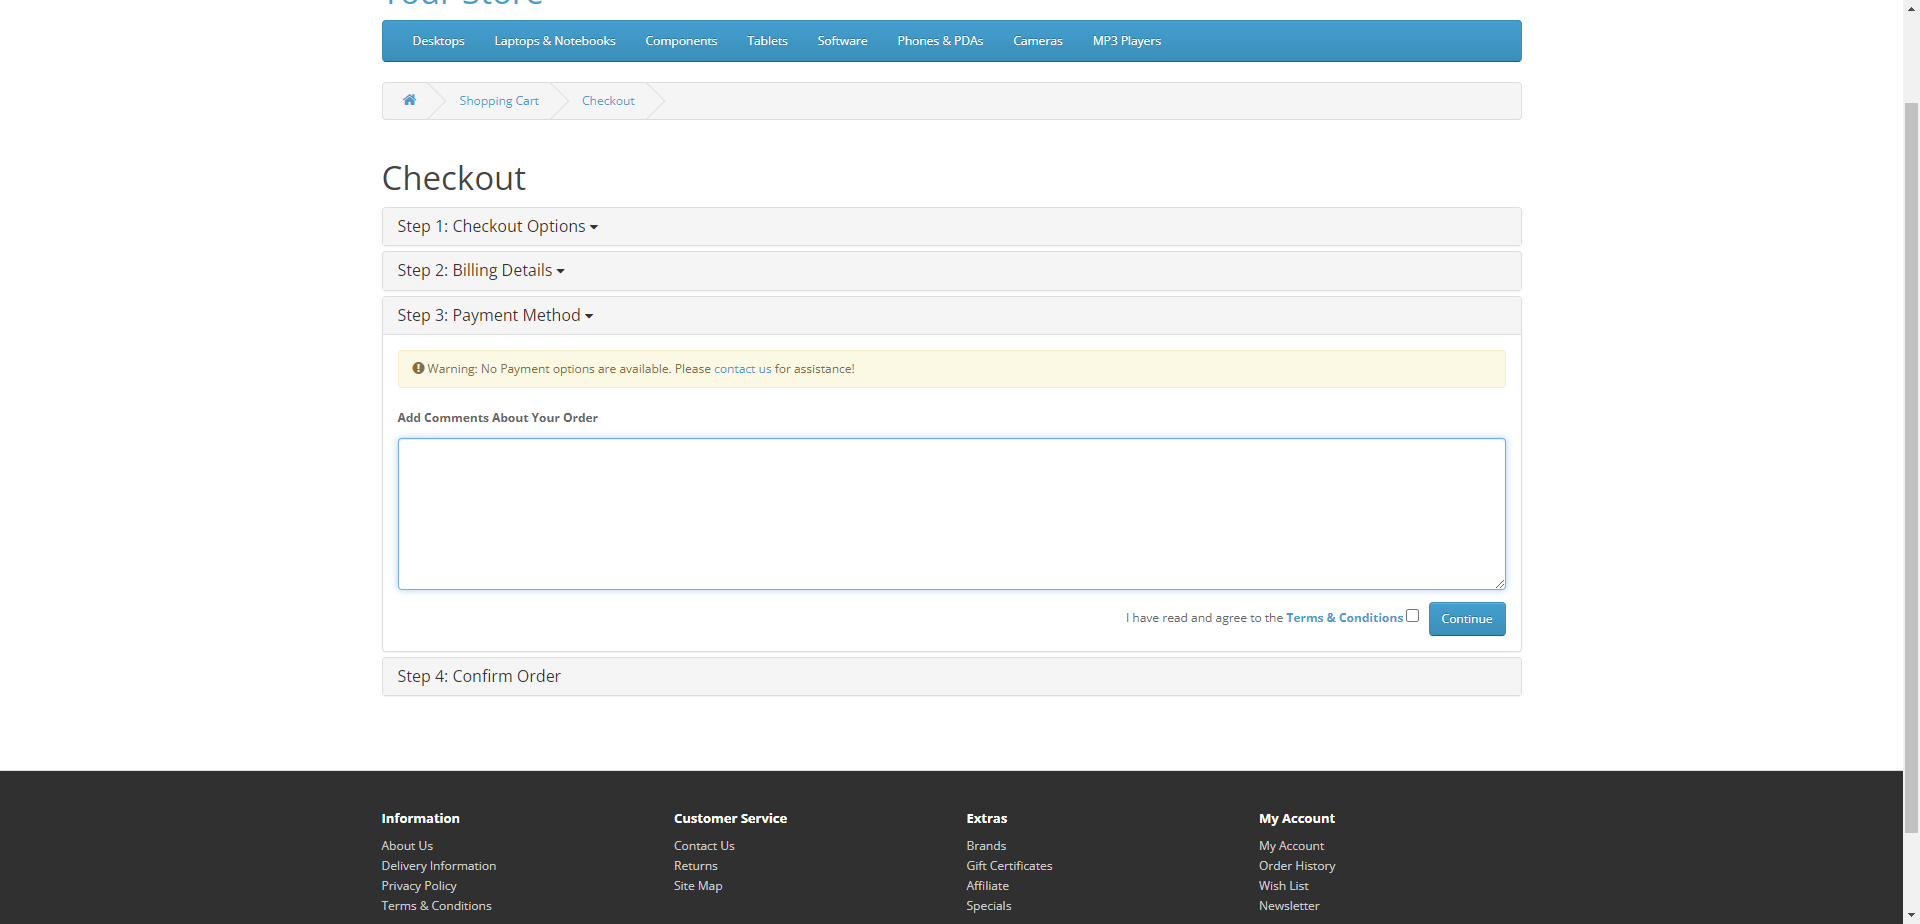 Your Store
Desktops Laptops & Notebooks Components Tablets Software Phones & PDAs Cameras MP3 Players
Shopping Cart Checkout
Checkout
Step 1: Checkout Options
Step 2: Billing Details
Step 3: Payment Method
Warning: No Payment options are available. Please contact us for assistance!
Add Comments About Your Order
I have read and agree to the Terms & Conditions Continue
Step 4: Confirm Order
Information Customer Service Extras My Account
About Us Contact Us Brands My Account
Delivery Information Returns Gift Certificates Order History
Privacy Policy Site Map Affiliate Wish List
Terms & Conditions Specials Newsletter